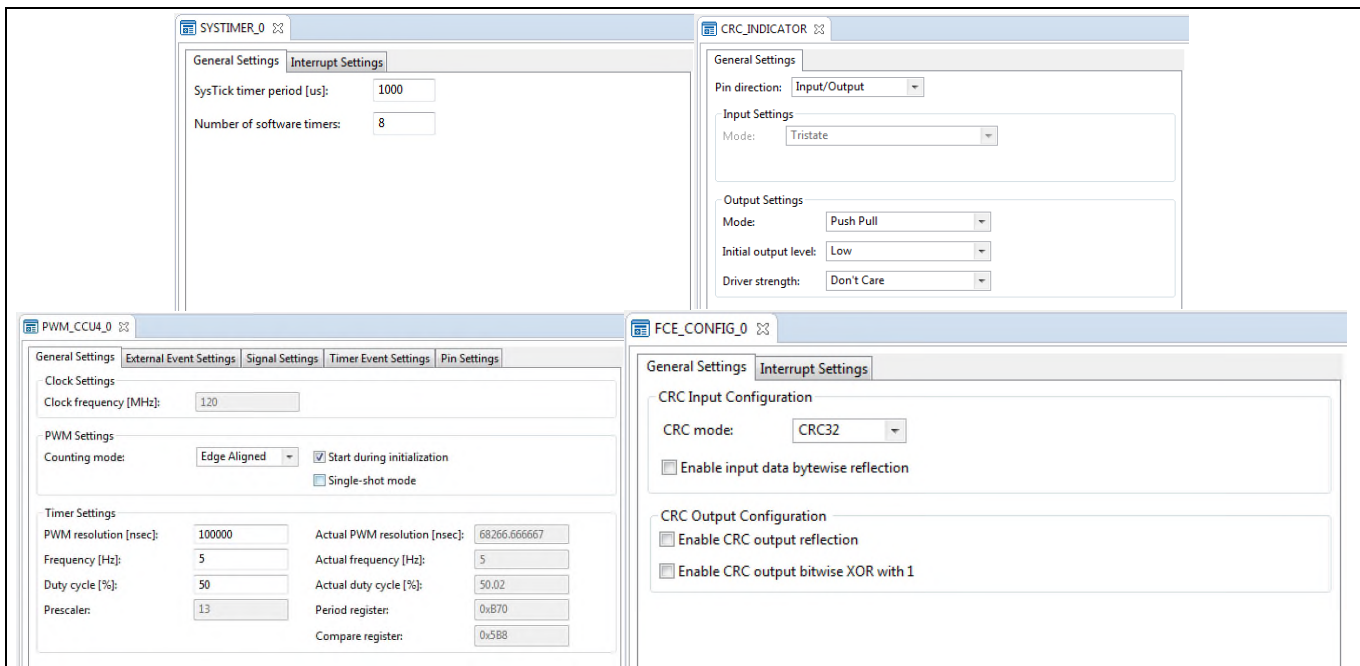 SYSTIMER_0
General Settings Interrupt Settings
SysTick timer period [us]: 1000
Number of software timers: 8
CRC_INDICATOR
General Settings
Pin direction: Input/Output
Input Settings
Mode: Tristate
Output Settings
Mode: Push Pull
Initial output level: Low
Driver strength: Don't Care
PWM_CCU4_0
General Settings External Event Settings Signal Settings Timer Event Settings Pin Settings
Clock Settings
Clock frequency [MHz]: 120
PWM Settings
Counting mode: Edge Aligned Start during initialization
Single-shot mode
Timer Settings
PWM resolution [nsec]: 100000 Actual PWM resolution [nsec]: 68266.666667
Frequency [Hz]: 5 Actual frequency [Hz]: 5
Duty cycle [%]: 50 Actual duty cycle [%]: 50.02
Prescaler: 13 Period register: 0xB70
Compare register: 0x5B8
FCE_CONFIG_0
General Settings Interrupt Settings
CRC Input Configuration
CRC mode: CRC32
Enable input data bytewise reflection
CRC Output Configuration
Enable CRC output reflection
Enable CRC output bitwise XOR with 1